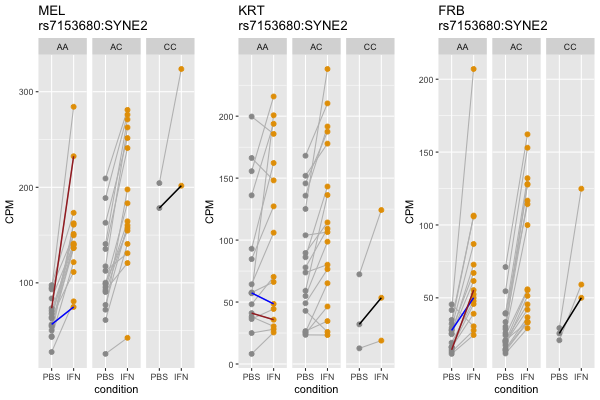 MEL
rs7153680:SYNE2
AA AC CC
300
200
100
CPM
PBS IFN PBS IFN PBS IFN
condition
KRT
rs7153680:SYNE2
AA AC CC
200
150
100
50
0
CPM
PBS IFN PBS IFN PBS IFN
condition
FRB
rs7153680:SYNE2
AA AC CC
200
150
100
50
CPM
PBS IFN PBS IFN PBS IFN
condition